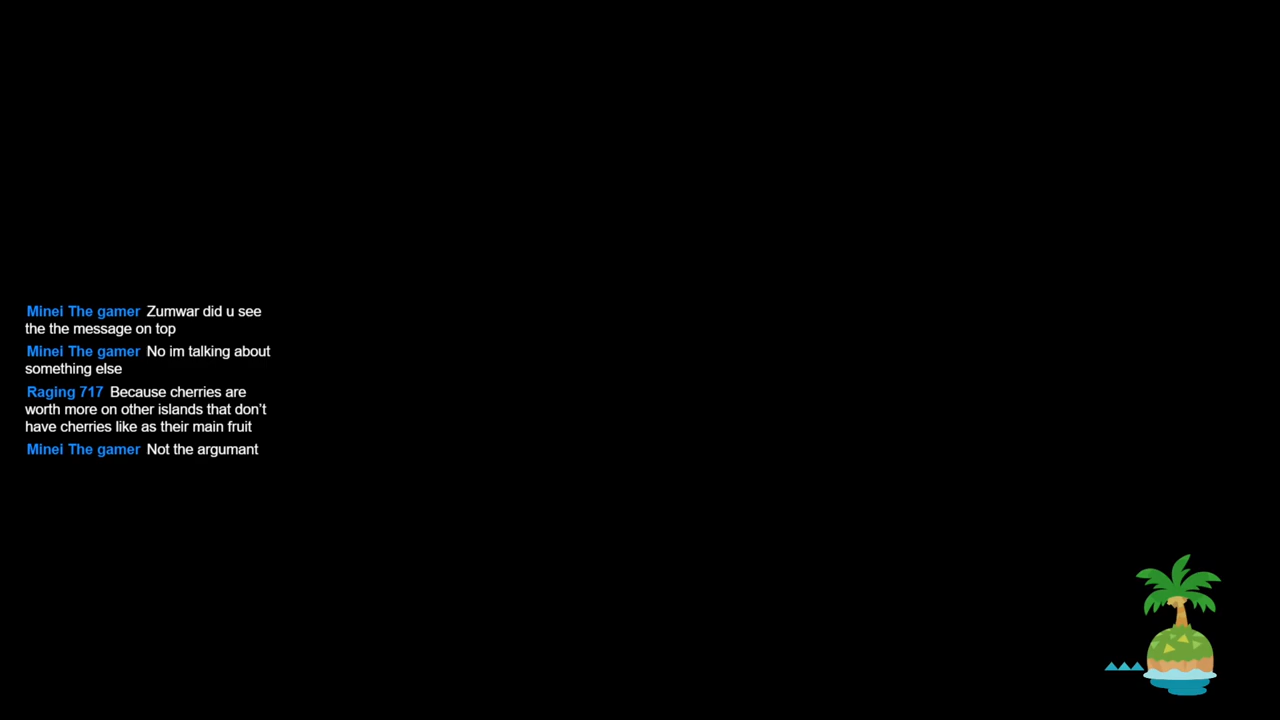 Minei The gamer Zumwar did u see
the the message on top
Minei The gamer No im talking about
something else
Raging 717 Because cherries are
worth more on other islands that don't
have cherries like as their main fruit
Minei The gamer Not the argumant